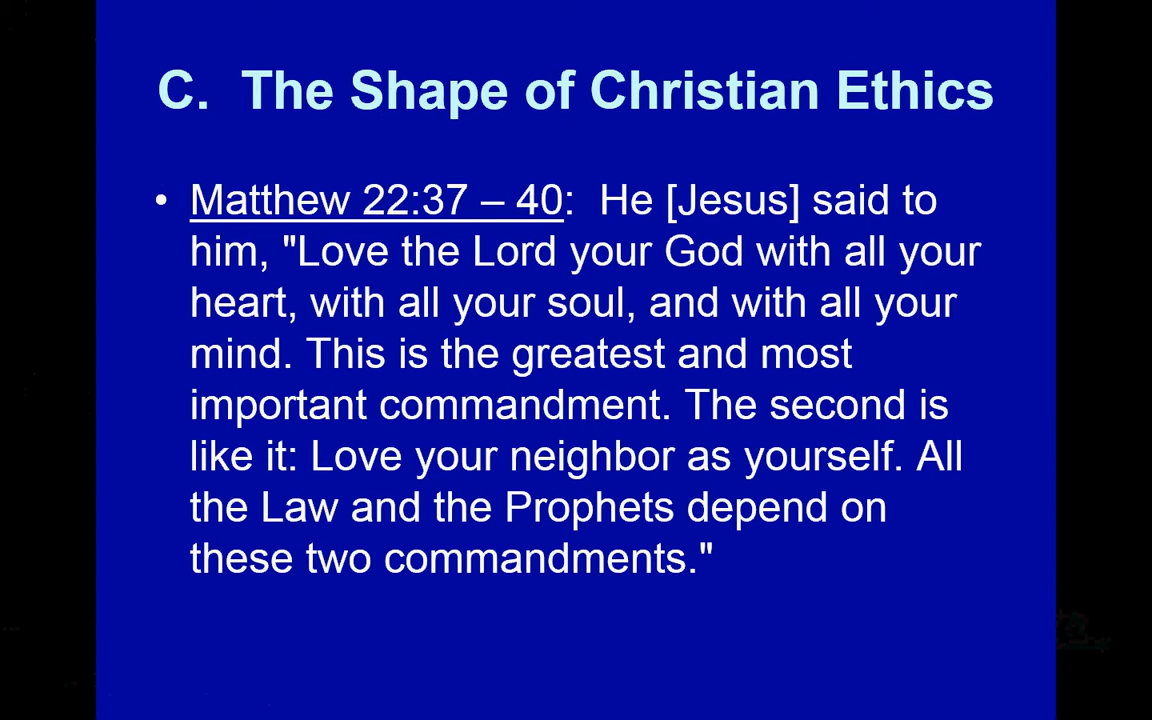 C.  The Shape of Christian Ethics
• Matthew 22:37 – 40:  He [Jesus] said to
him, "Love the Lord your God with all your
heart, with all your soul, and with all your
mind. This is the greatest and most
important commandment. The second is
like it: Love your neighbor as yourself. All
the Law and the Prophets depend on
these two commandments."